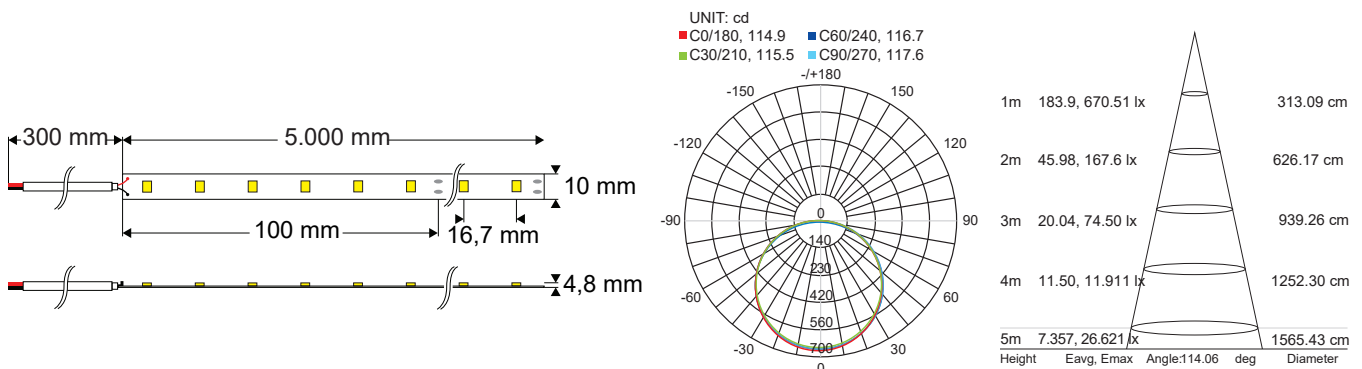 300 mm
5.000 mm
10 mm
100 mm
16,7 mm
4,8 mm
UNIT: cd
C0/180, 114.9 C60/240, 116.7
C30/210, 115.5 C90/270, 117.6
-/+180
-150 150
-120 120
-90 90
-60 60
-30 30
0
0
140
230
420
560
700
1m 183.9, 670.51 lx 313.09 cm
2m 45.98, 167.6 lx 626.17 cm
3m 20.04, 74.50 lx 939.26 cm
4m 11.50, 11.911 lx 1252.30 cm
5m 7.357, 26.621 lx 1565.43 cm
Height Eavg, Emax Angle:114.06 deg Diameter